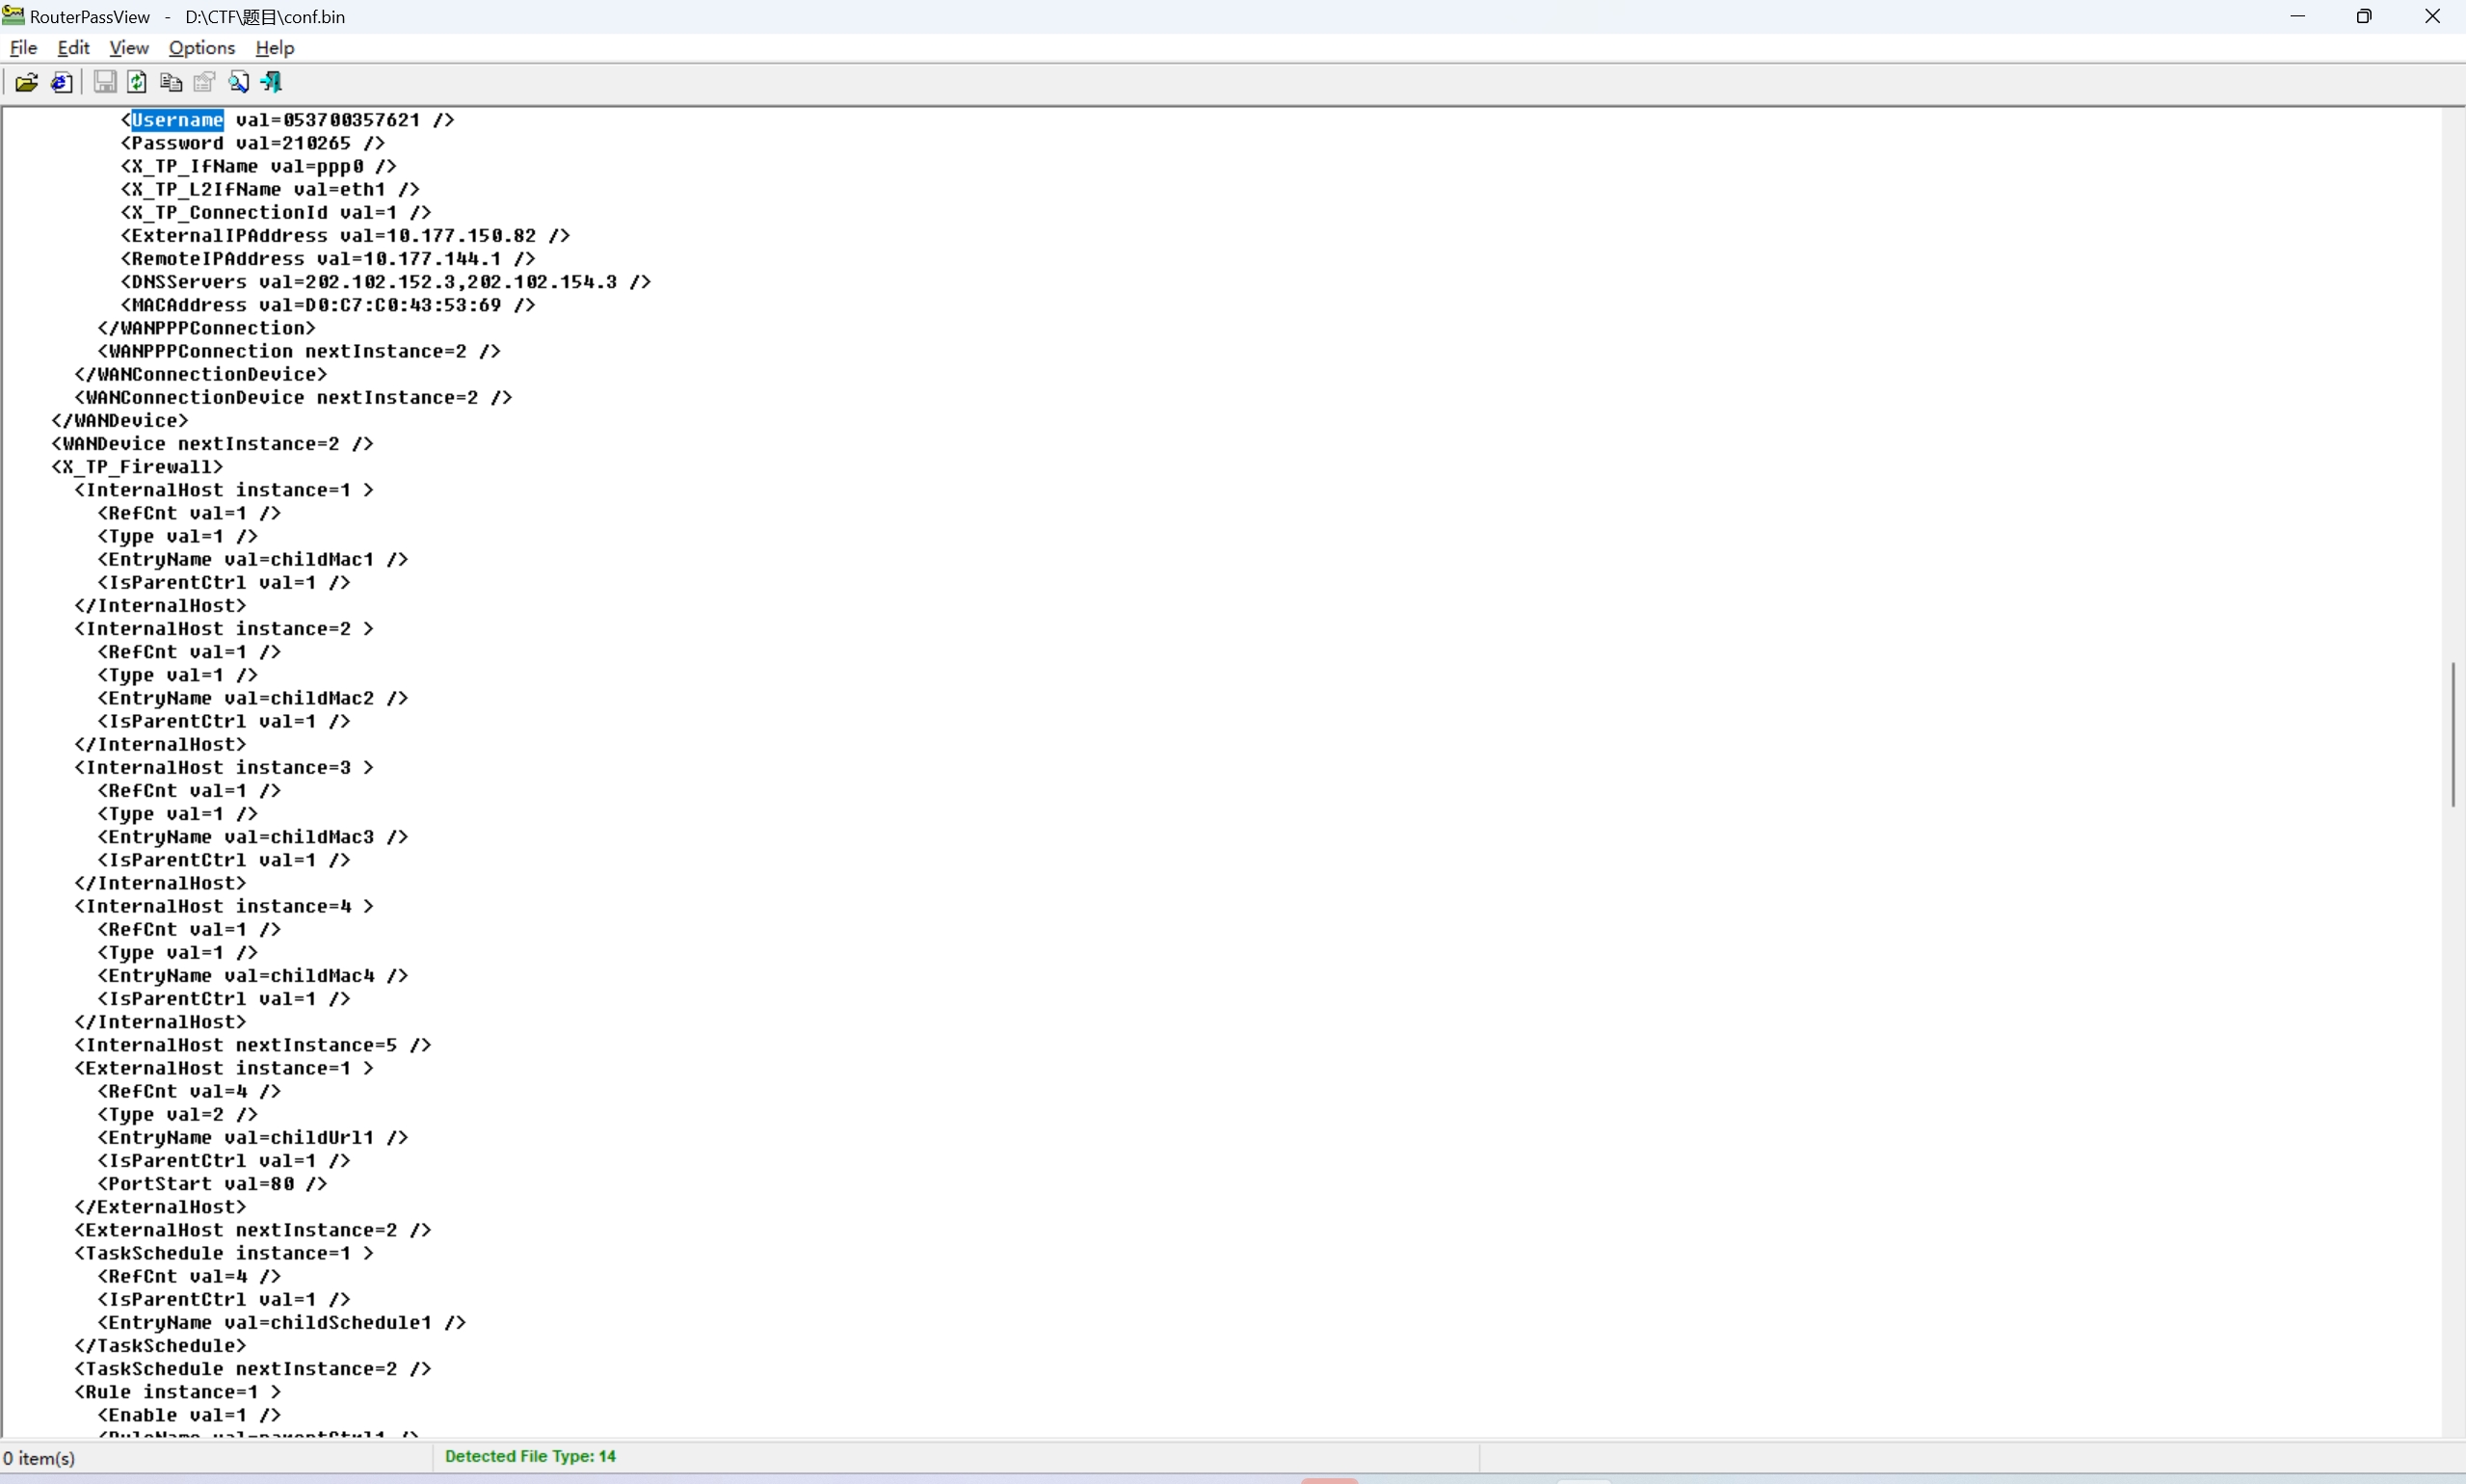 RouterPassView - D:\CTF\题目\conf.bin
File Edit View Options Help
<Username val=053700357621 />
<Password val=210265 />
<X_TP_IfName val=ppp0 />
<X_TP_L2IfName val=eth1 />
<X_TP_ConnectionId val=1 />
<ExternalIPAddress val=10.177.150.82 />
<RemoteIPAddress val=10.177.144.1 />
<DNSServers val=202.102.152.3,202.102.154.3 />
<MACAddress val=D0:C7:C0:43:53:69 />
</WANPPPConnection>
<WANPPPConnection nextInstance=2 />
</WANConnectionDevice>
<WANConnectionDevice nextInstance=2 />
</WANDevice>
<WANDevice nextInstance=2 />
<X_TP_Firewall>
<InternalHost instance=1 >
<RefCnt val=1 />
<Type val=1 />
<EntryName val=childMac1 />
<IsParentCtrl val=1 />
</InternalHost>
<InternalHost instance=2 >
<RefCnt val=1 />
<Type val=1 />
<EntryName val=childMac2 />
<IsParentCtrl val=1 />
</InternalHost>
<InternalHost instance=3 >
<RefCnt val=1 />
<Type val=1 />
<EntryName val=childMac3 />
<IsParentCtrl val=1 />
</InternalHost>
<InternalHost instance=4 >
<RefCnt val=1 />
<Type val=1 />
<EntryName val=childMac4 />
<IsParentCtrl val=1 />
</InternalHost>
<InternalHost nextInstance=5 />
<ExternalHost instance=1 >
<RefCnt val=4 />
<Type val=2 />
<EntryName val=childUrl1 />
<IsParentCtrl val=1 />
<PortStart val=80 />
</ExternalHost>
<ExternalHost nextInstance=2 />
<TaskSchedule instance=1 >
<RefCnt val=4 />
<IsParentCtrl val=1 />
<EntryName val=childSchedule1 />
</TaskSchedule>
<TaskSchedule nextInstance=2 />
<Rule instance=1 >
<Enable val=1 />
<RuleName val=parentCtrl1 />
0 item(s) Detected File Type: 14